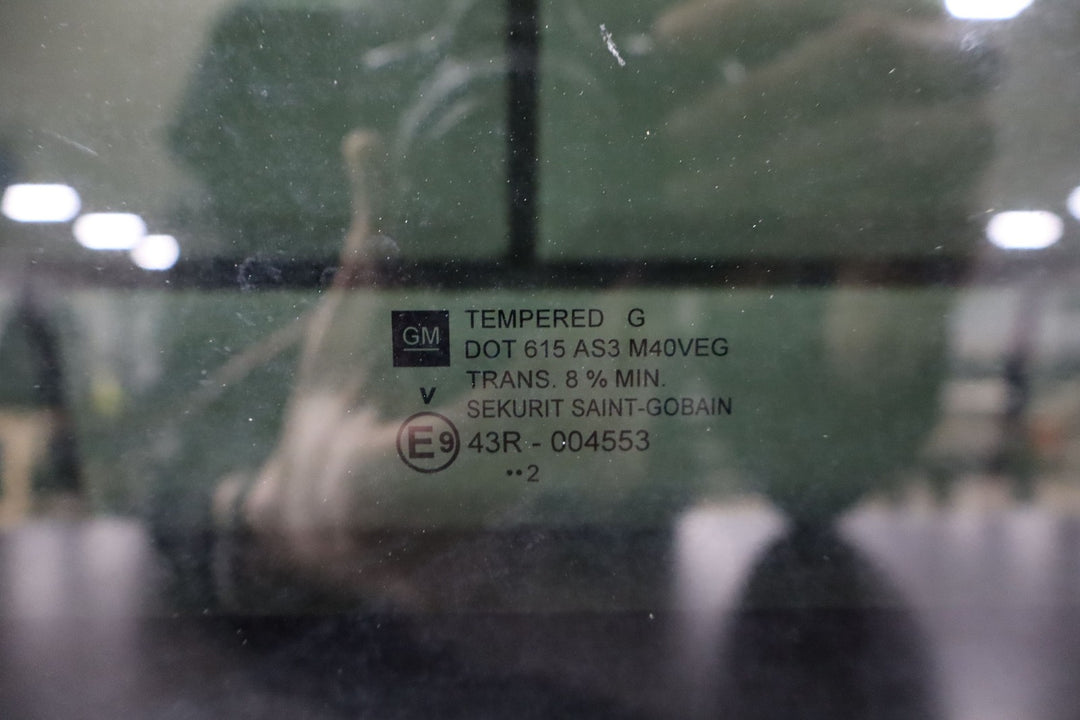 GM
TEMPERED G
DOT 615 AS3 M40VEG
TRANS. 8 % MIN.
V
SEKURIT SAINT-GOBAIN
E9 43R - 004553
••2